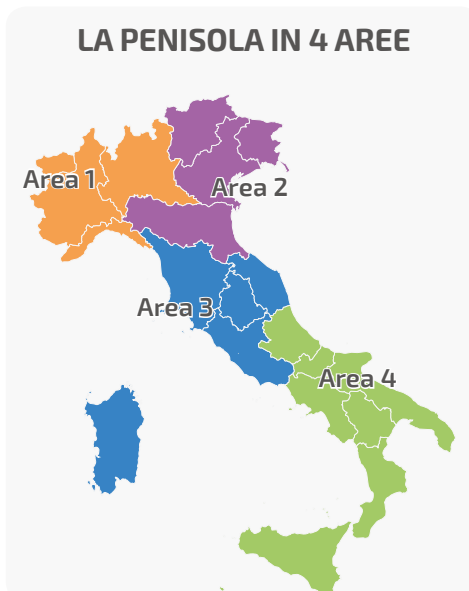 LA PENISOLA IN 4 AREE
Area 1
Area 2
Area 3
Area 4